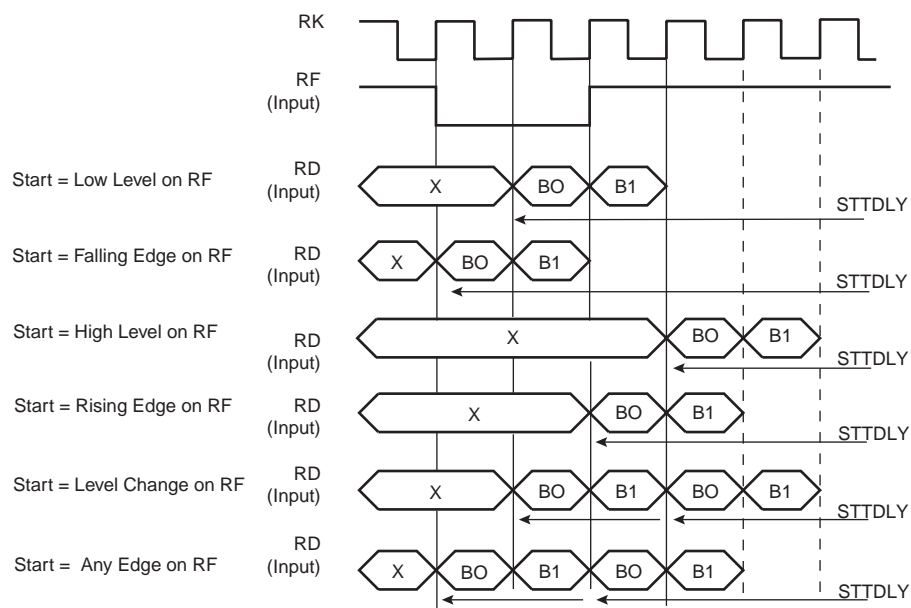 RK
RF
(Input)
Start = Low Level on RF
RD
(Input)
X
BO
B1
STTDLY
Start = Falling Edge on RF
RD
(Input)
X
BO
B1
STTDLY
Start = High Level on RF
RD
(Input)
X
BO
B1
STTDLY
Start = Rising Edge on RF
RD
(Input)
X
BO
B1
STTDLY
Start = Level Change on RF
RD
(Input)
X
BO
B1
BO
B1
STTDLY
Start = Any Edge on RF
RD
(Input)
X
BO
B1
BO
B1
STTDLY